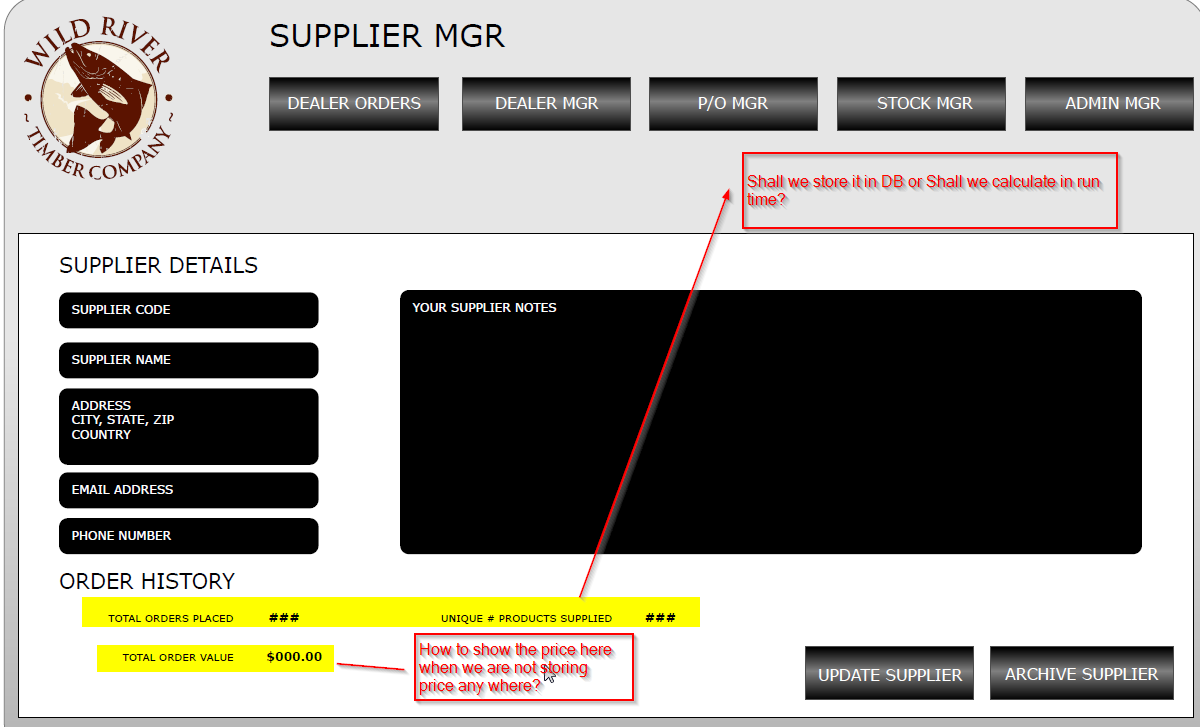 WILD RIVER
~ TIMBER COMPANY ~
SUPPLIER MGR
DEALER ORDERS
DEALER MGR
P/O MGR
STOCK MGR
ADMIN MGR
Shall we store it in DB or Shall we calculate in run
time?
SUPPLIER DETAILS
SUPPLIER CODE
SUPPLIER NAME
ADDRESS
CITY, STATE, ZIP
COUNTRY
EMAIL ADDRESS
PHONE NUMBER
YOUR SUPPLIER NOTES
ORDER HISTORY
TOTAL ORDERS PLACED ###
UNIQUE # PRODUCTS SUPPLIED ###
TOTAL ORDER VALUE $000.00
How to show the price here
when we are not storing
price any where?
UPDATE SUPPLIER
ARCHIVE SUPPLIER